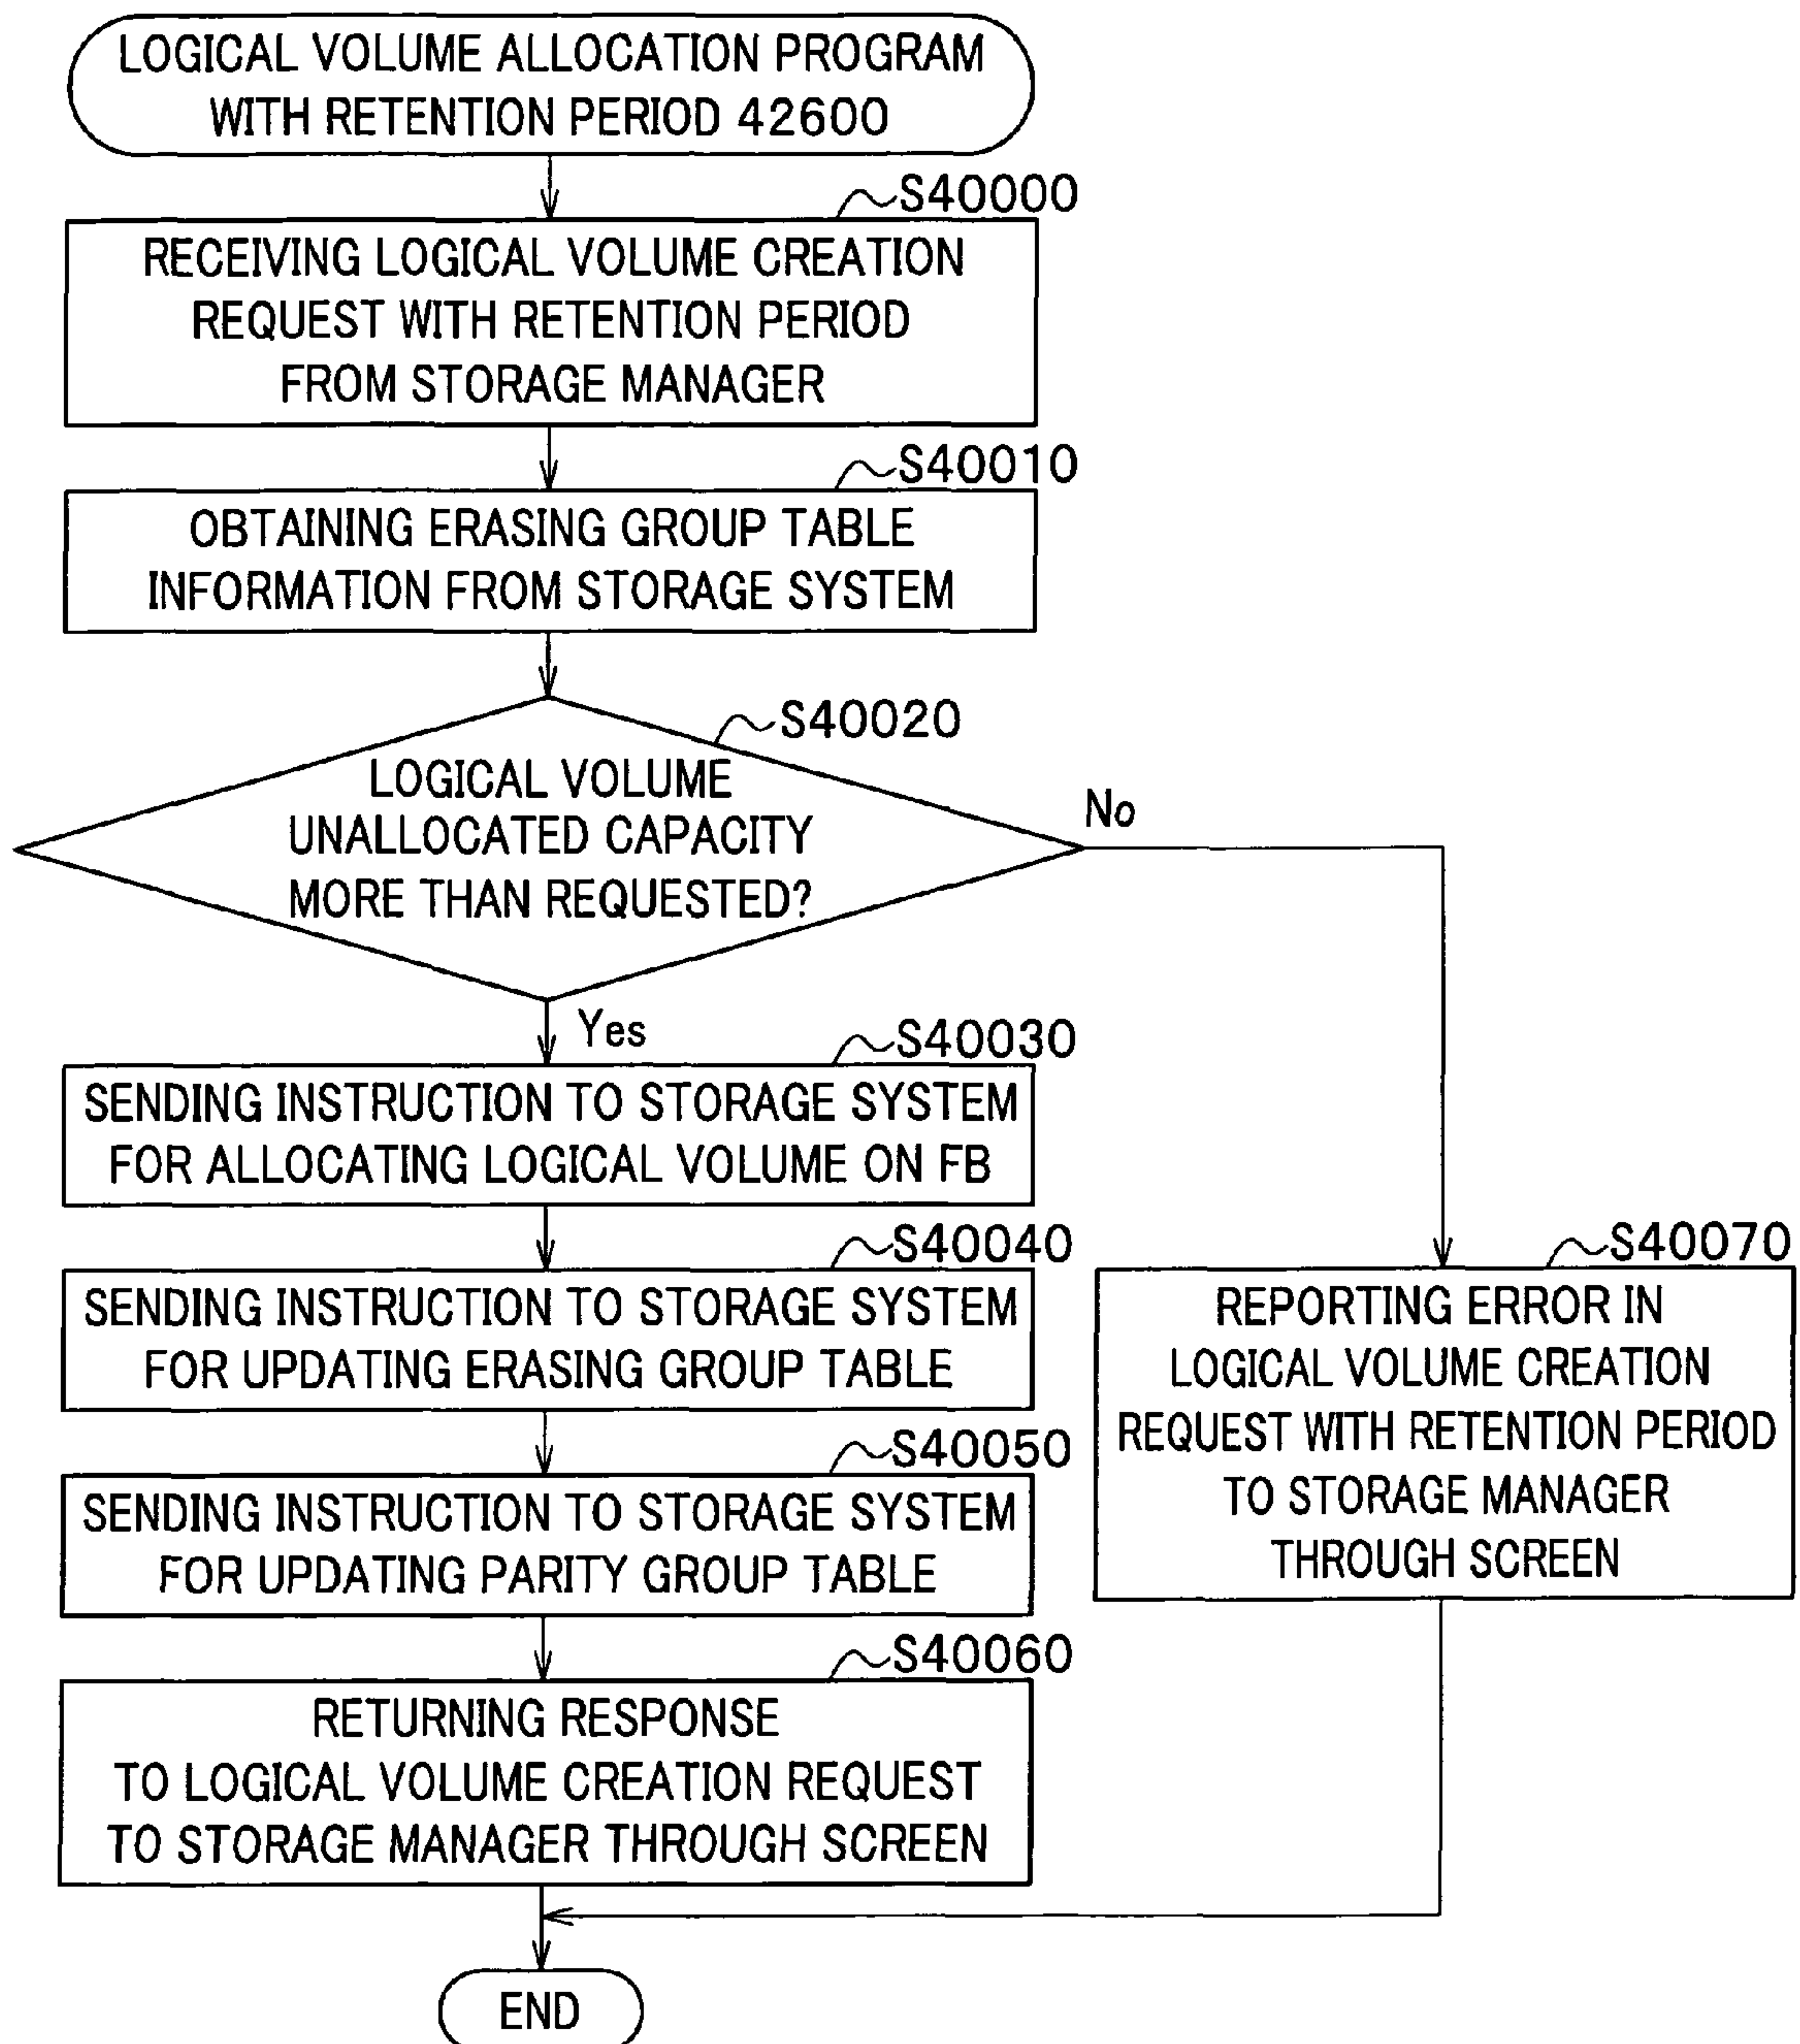 LOGICAL VOLUME ALLOCATION PROGRAM
WITH RETENTION PERIOD 42600
S40000
RECEIVING LOGICAL VOLUME CREATION
REQUEST WITH RETENTION PERIOD
FROM STORAGE MANAGER
S40010
OBTAINING ERASING GROUP TABLE
INFORMATION FROM STORAGE SYSTEM
S40020
LOGICAL VOLUME
UNALLOCATED CAPACITY
MORE THAN REQUESTED?
No
Yes
S40030
SENDING INSTRUCTION TO STORAGE SYSTEM
FOR ALLOCATING LOGICAL VOLUME ON FB
S40040
SENDING INSTRUCTION TO STORAGE SYSTEM
FOR UPDATING ERASING GROUP TABLE
S40050
SENDING INSTRUCTION TO STORAGE SYSTEM
FOR UPDATING PARITY GROUP TABLE
S40060
RETURNING RESPONSE
TO LOGICAL VOLUME CREATION REQUEST
TO STORAGE MANAGER THROUGH SCREEN
S40070
REPORTING ERROR IN
LOGICAL VOLUME CREATION
REQUEST WITH RETENTION PERIOD
TO STORAGE MANAGER
THROUGH SCREEN
END